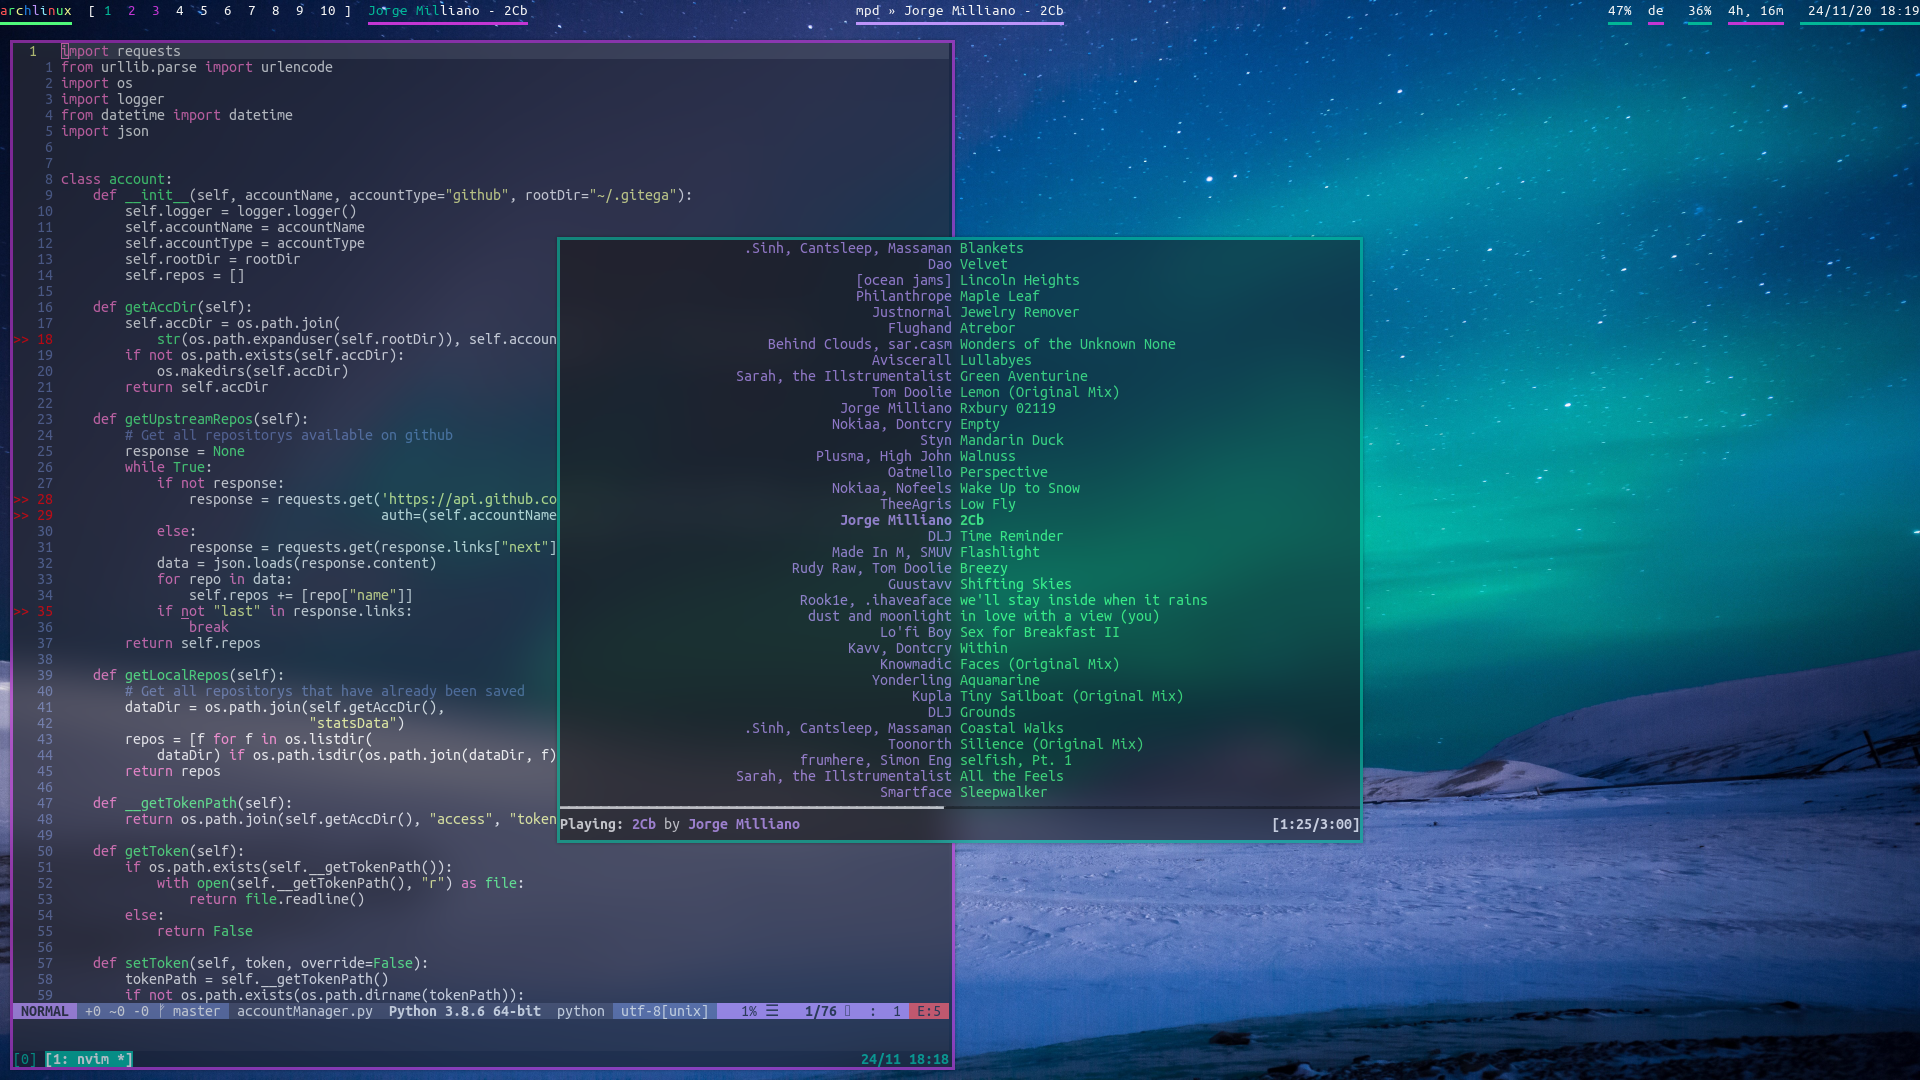 archlinux [ 1 2 3 4 5 6 7 8 9 10 ] Jorge Milliano - 2Cb mpd » Jorge Milliano - 2Cb 47% de 36% 4h, 16m 24/11/20 18:19
1 import requests
1 from urllib.parse import urlencode
2 import os
3 import logger
4 from datetime import datetime
5 import json
6
7
8 class account:
9 def __init__(self, accountName, accountType="github", rootDir="~/.gitega"):
10 self.logger = logger.logger()
11 self.accountName = accountName
12 self.accountType = accountType
13 self.rootDir = rootDir
14 self.repos = []
15
16 def getAccDir(self):
17 self.accDir = os.path.join(
>> 18 str(os.path.expanduser(self.rootDir)), self.accoun
19 if not os.path.exists(self.accDir):
20 os.makedirs(self.accDir)
21 return self.accDir
22
23 def getUpstreamRepos(self):
24 # Get all repositorys available on github
25 response = None
26 while True:
27 if not response:
>> 28 response = requests.get('https://api.github.co
>> 29 auth=(self.accountName
30 else:
31 response = requests.get(response.links["next"]
32 data = json.loads(response.content)
33 for repo in data:
34 self.repos += [repo["name"]]
>> 35 if not "last" in response.links:
36 break
37 return self.repos
38
39 def getLocalRepos(self):
40 # Get all repositorys that have already been saved
41 dataDir = os.path.join(self.getAccDir(),
42 "statsData")
43 repos = [f for f in os.listdir(
44 dataDir) if os.path.isdir(os.path.join(dataDir, f)
45 return repos
46
47 def __getTokenPath(self):
48 return os.path.join(self.getAccDir(), "access", "token
49
50 def getToken(self):
51 if os.path.exists(self.__getTokenPath()):
52 with open(self.__getTokenPath(), "r") as file:
53 return file.readline()
54 else:
55 return False
56
57 def setToken(self, token, override=False):
58 tokenPath = self.__getTokenPath()
59 if not os.path.exists(os.path.dirname(tokenPath)):
NORMAL +0 ~0 -0 master accountManager.py Python 3.8.6 64-bit python utf-8[unix] 1% ☰ 1/76 : 1 E:5
[0] [1: nvim *] 24/11 18:18
.Sinh, Cantsleep, Massaman Blankets
Dao Velvet
[ocean jams] Lincoln Heights
Philanthrope Maple Leaf
Justnormal Jewelry Remover
Flughand Atrebor
Behind Clouds, sar.casm Wonders of the Unknown None
Aviscerall Lullabyes
Sarah, the Illstrumentalist Green Aventurine
Tom Doolie Lemon (Original Mix)
Jorge Milliano Rxbury 02119
Nokiaa, Dontcry Empty
Styn Mandarin Duck
Plusma, High John Walnuss
Oatmello Perspective
Nokiaa, Nofeels Wake Up to Snow
TheeAgris Low Fly
Jorge Milliano 2Cb
DLJ Time Reminder
Made In M, SMUV Flashlight
Rudy Raw, Tom Doolie Breezy
Guustavv Shifting Skies
Rook1e, .ihaveaface we'll stay inside when it rains
dust and moonlight in love with a view (you)
Lo'fi Boy Sex for Breakfast II
Kavv, Dontcry Within
Knowmadic Faces (Original Mix)
Yonderling Aquamarine
Kupla Tiny Sailboat (Original Mix)
DLJ Grounds
.Sinh, Cantsleep, Massaman Coastal Walks
Toonorth Silience (Original Mix)
frumhere, Simon Eng selfish, Pt. 1
Sarah, the Illstrumentalist All the Feels
Smartface Sleepwalker
Playing: 2Cb by Jorge Milliano [1:25/3:00]